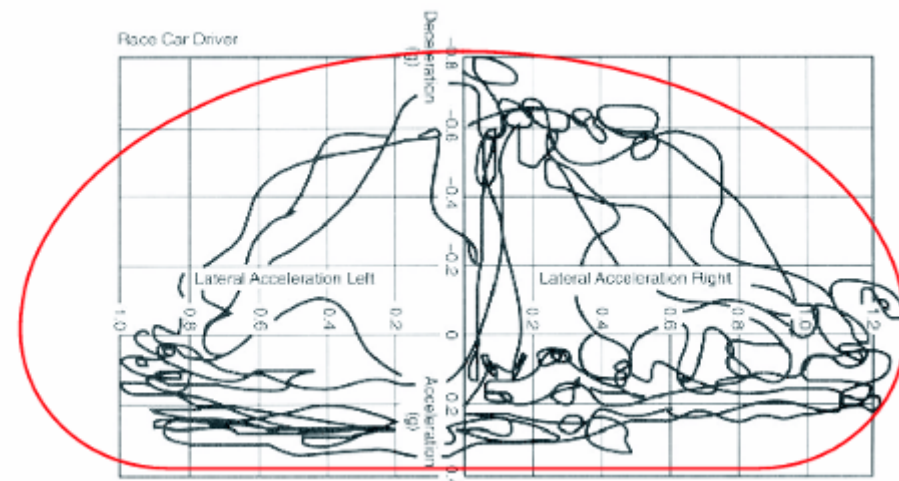 Race Car Driver
Deceleration
(g)
-0.8
-0.6
-0.4
-0.2
Lateral Acceleration Left
Lateral Acceleration Right
1.0
0.8
0.6
0.4
0.2
0
0.2
0.4
0.6
0.8
1.0
1.2
0.2
Acceleration
(g)